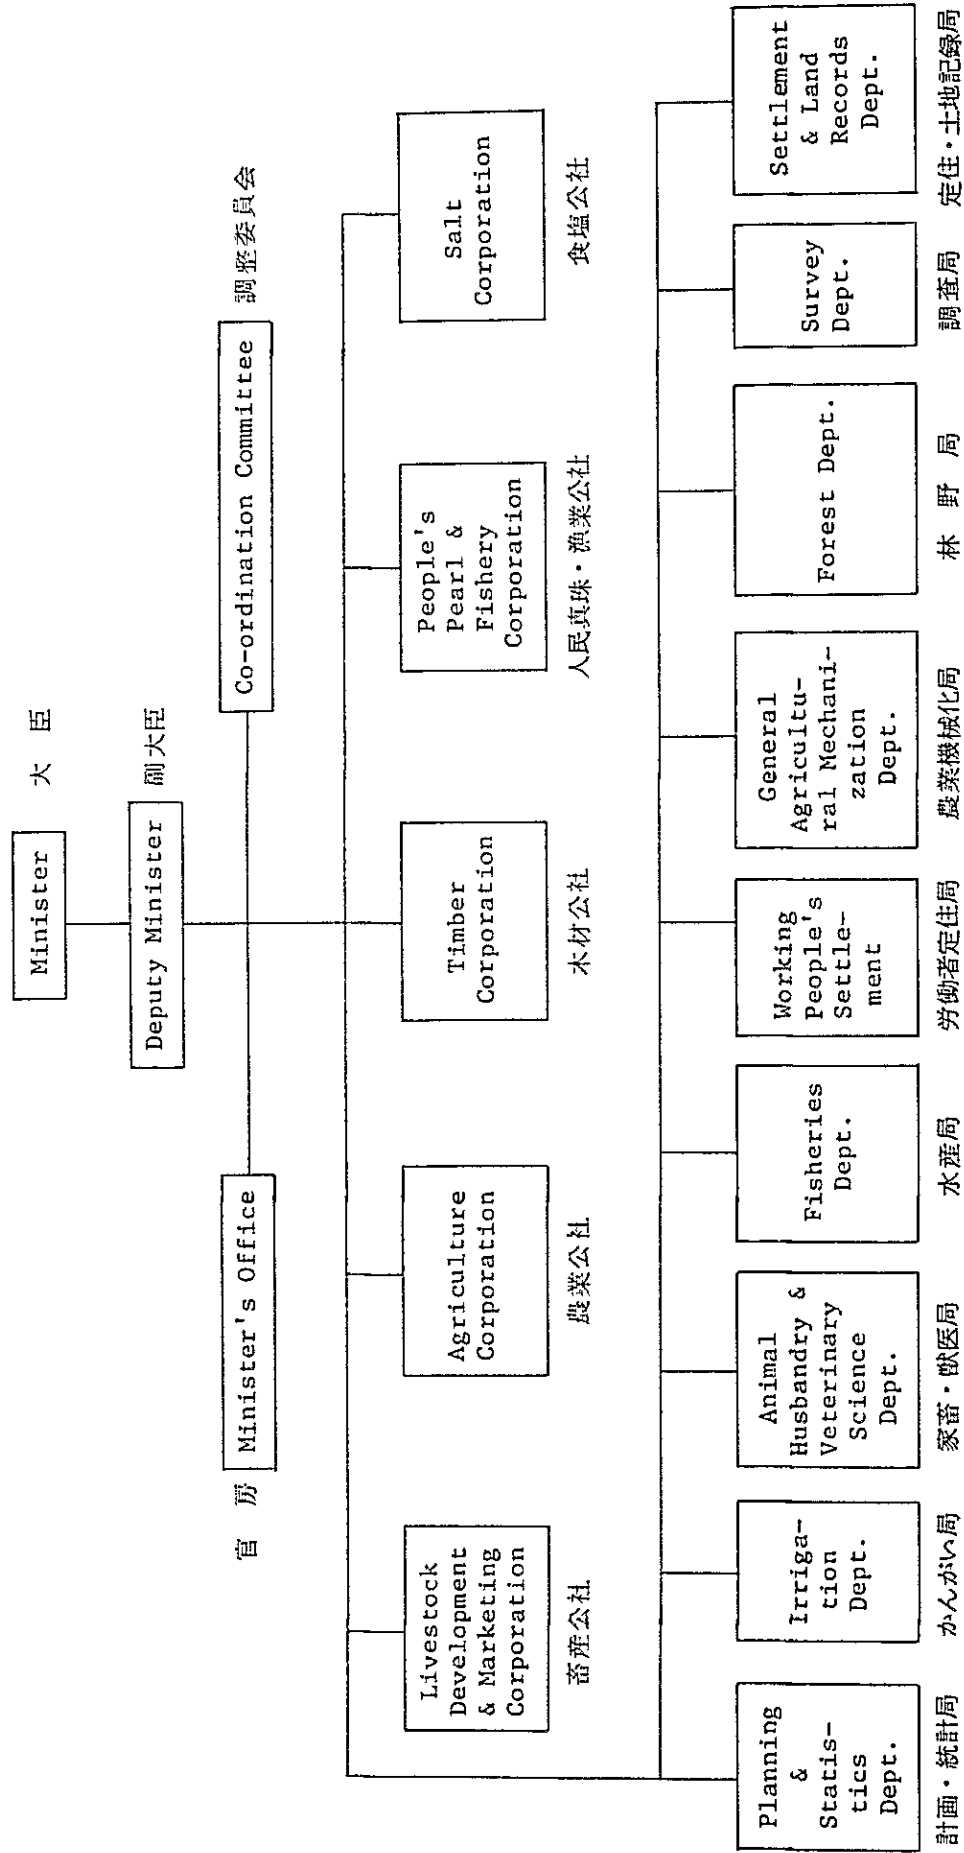 Minister
大臣
Deputy Minister
副大臣
官房
Minister's Office
Co-ordination Committee
調整委員会
Livestock
Development
& Marketing
Corporation
畜産公社
Agriculture
Corporation
農業公社
Timber
Corporation
木材公社
People's
Pearl &
Fishery
Corporation
人民真珠・漁業公社
Salt
Corporation
食塩公社
Planning
&
Statis-
tics
Dept.
計画・統計局
Irriga-
tion
Dept.
かんがい局
Animal
Husbandry &
Veterinary
Science
Dept.
家畜・獣医局
Fisheries
Dept.
水産局
Working
People's
Settle-
ment
労働者定住局
General
Agricultu-
ral Mechani-
zation
Dept.
農業機械化局
Forest Dept.
林野局
Survey
Dept.
調査局
Settlement
& Land
Records
Dept.
定住・土地記録局